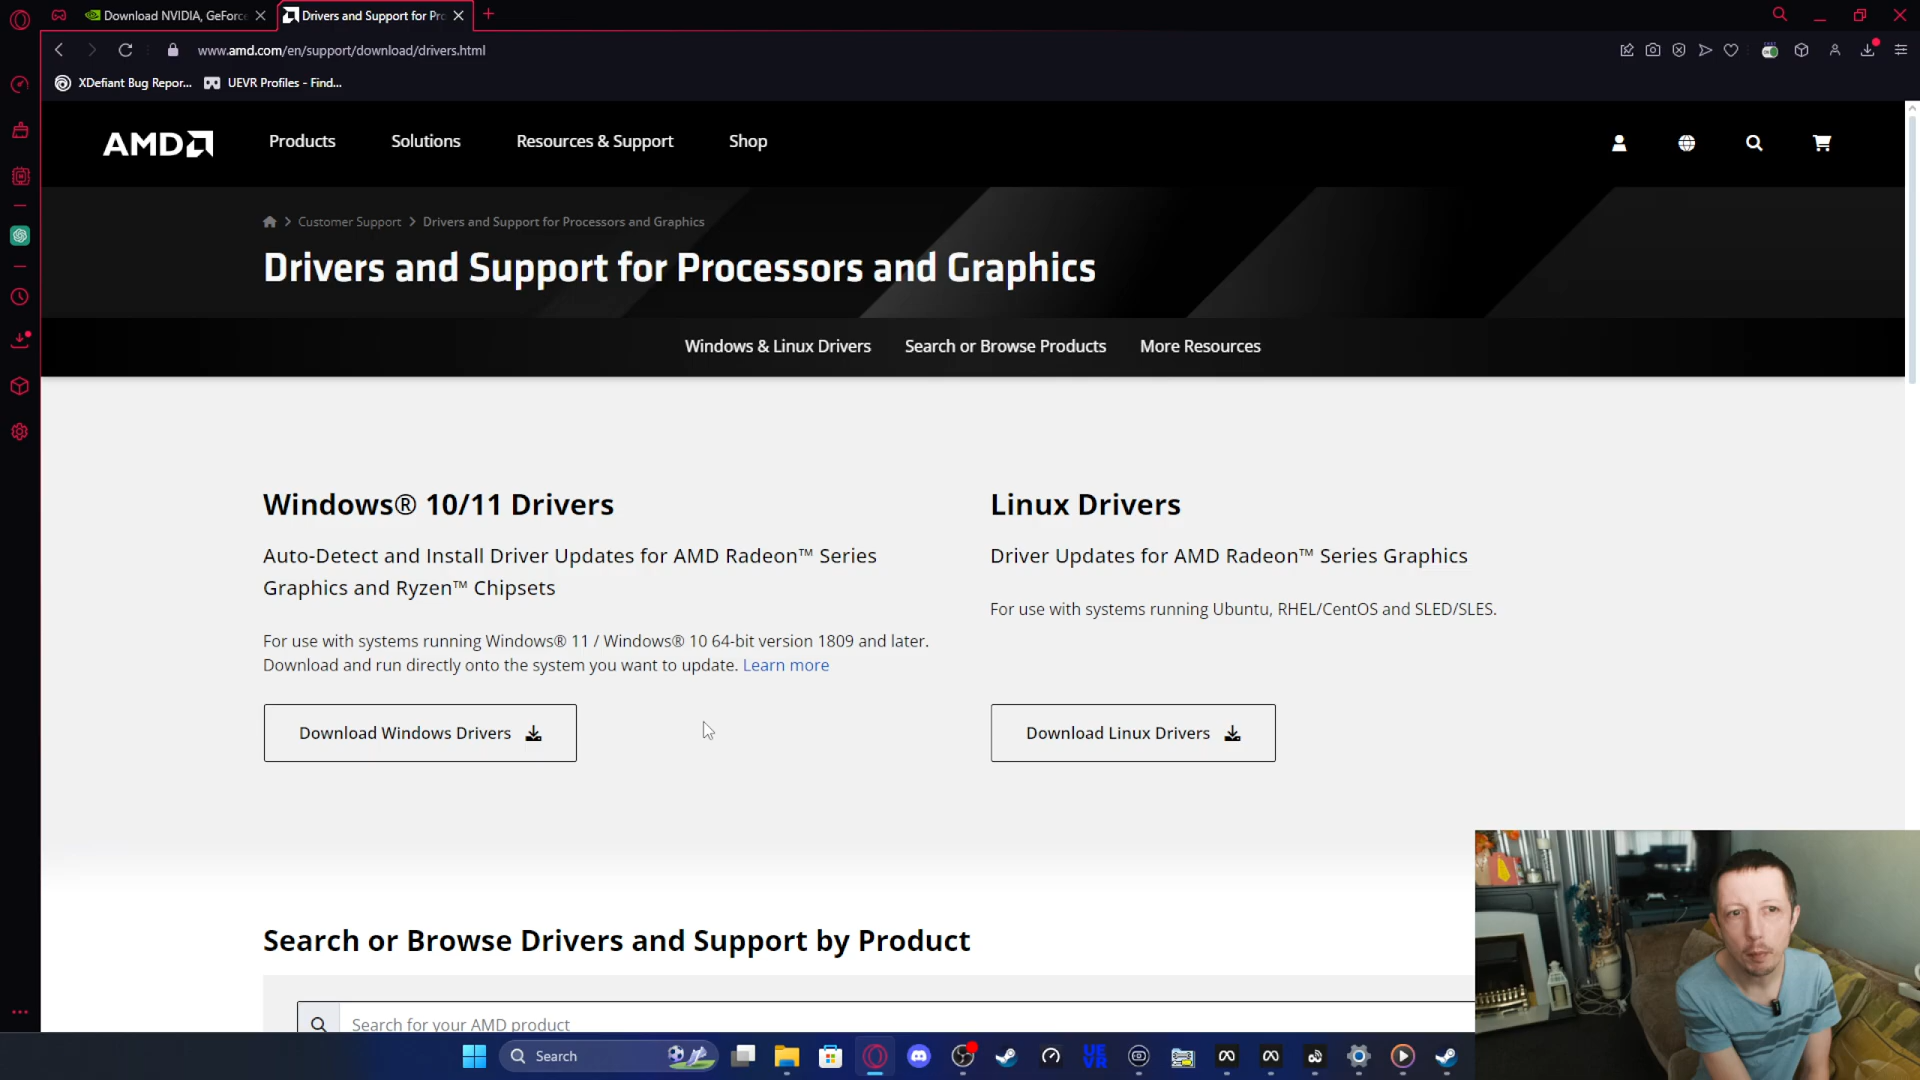 Download NVIDIA, GeForce
Drivers and Support for Pro
www.amd.com/en/support/download/drivers.html
XDefiant Bug Repor...
UEVR Profiles - Find...
AMD
Products
Solutions
Resources & Support
Shop
Customer Support
Drivers and Support for Processors and Graphics
Drivers and Support for Processors and Graphics
Windows & Linux Drivers
Search or Browse Products
More Resources
Windows® 10/11 Drivers
Auto-Detect and Install Driver Updates for AMD Radeon™ Series
Graphics and Ryzen™ Chipsets
For use with systems running Windows® 11 / Windows® 10 64-bit version 1809 and later.
Download and run directly onto the system you want to update. Learn more
Download Windows Drivers
Linux Drivers
Driver Updates for AMD Radeon™ Series Graphics
For use with systems running Ubuntu, RHEL/CentOS and SLED/SLES.
Download Linux Drivers
Search or Browse Drivers and Support by Product
Search for your AMD product
Search
UE
VR